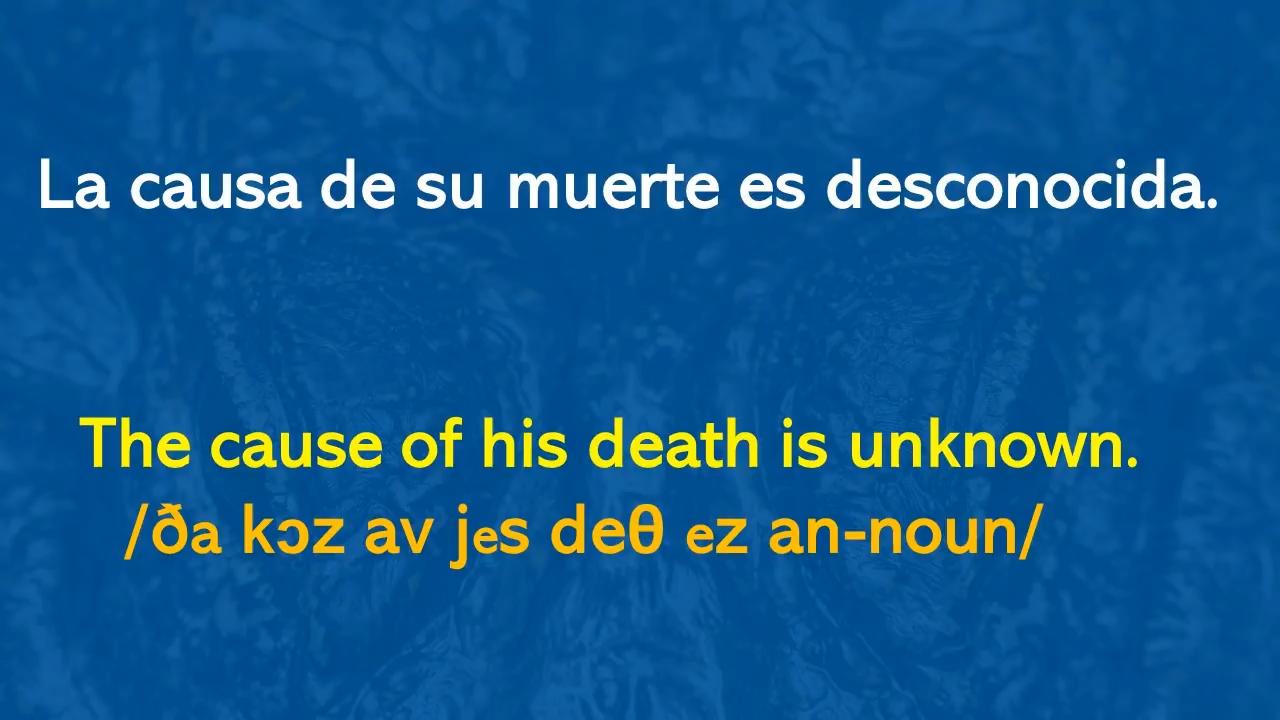 La causa de su muerte es desconocida.
The cause of his death is unknown.
/ða kɔz av jes deθ ez an-noun/